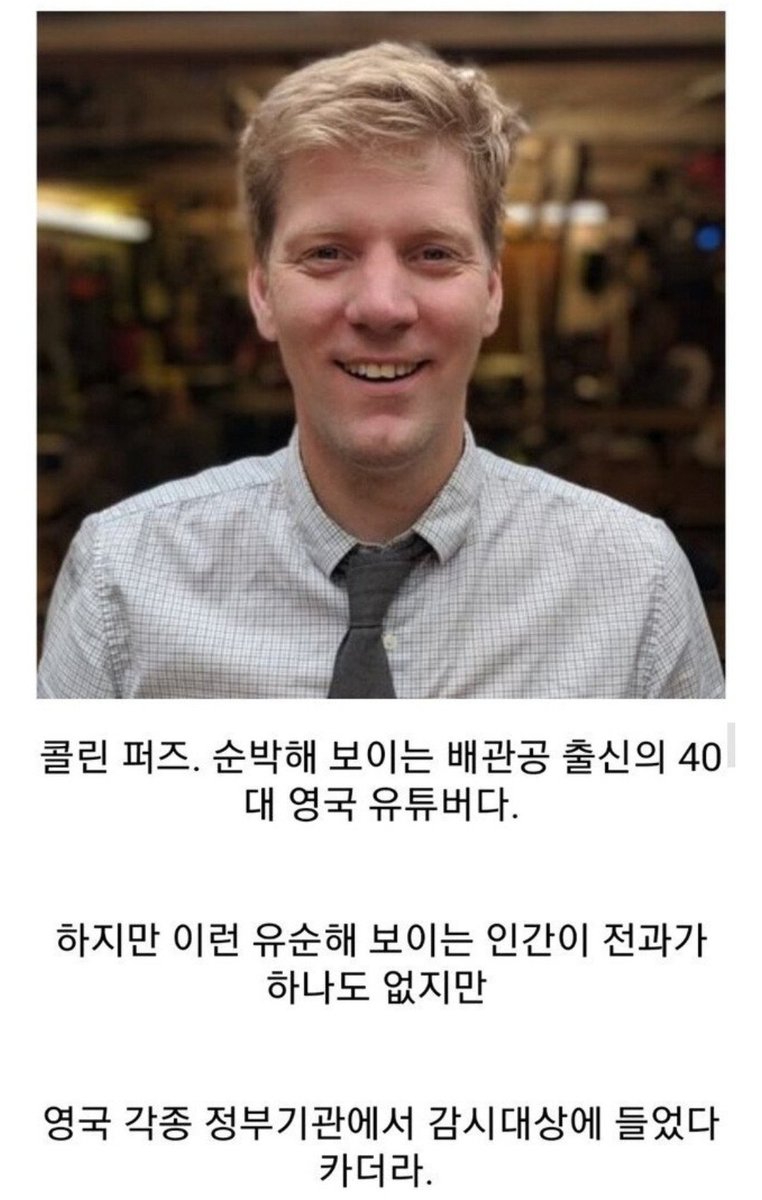 콜린 퍼즈. 순박해 보이는 배관공 출신의 40
대 영국 유튜버다.
하지만 이런 유순해 보이는 인간이 전과가
하나도 없지만
영국 각종 정부기관에서 감시대상에 들었다
카더라.